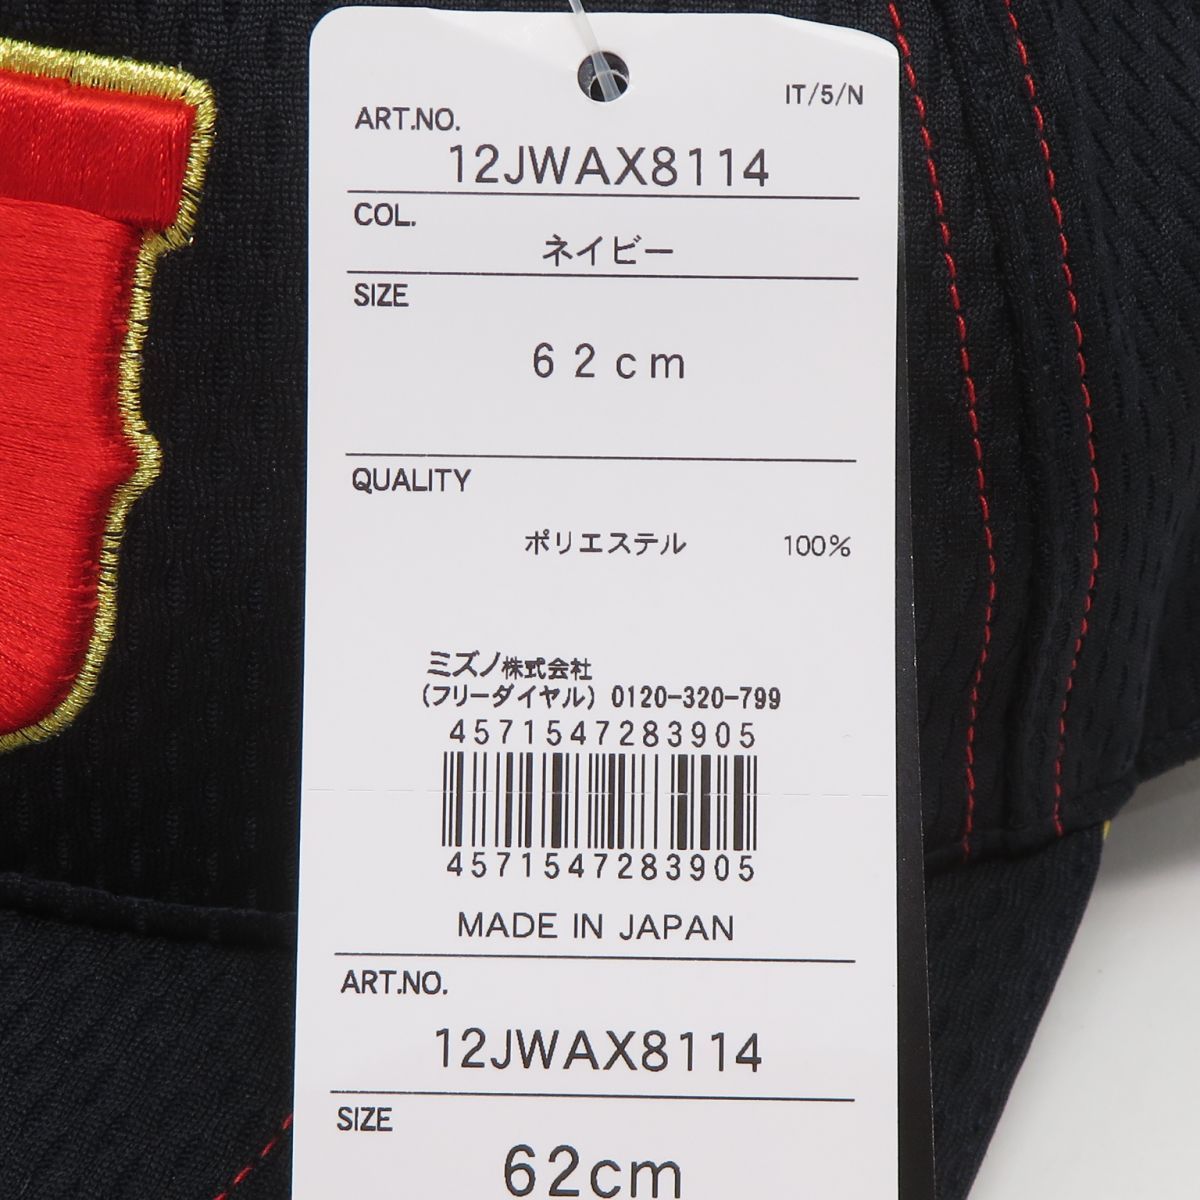 IT/5/N
ART.NO.
12JWAX8114
COL.
ネイビー
SIZE
62cm
QUALITY
ポリエステル 100%
ミズノ株式会社
(フリーダイヤル) 0120-320-799
4571547283905
4571547283905
MADE IN JAPAN
ART.NO.
12JWAX8114
SIZE
62cm